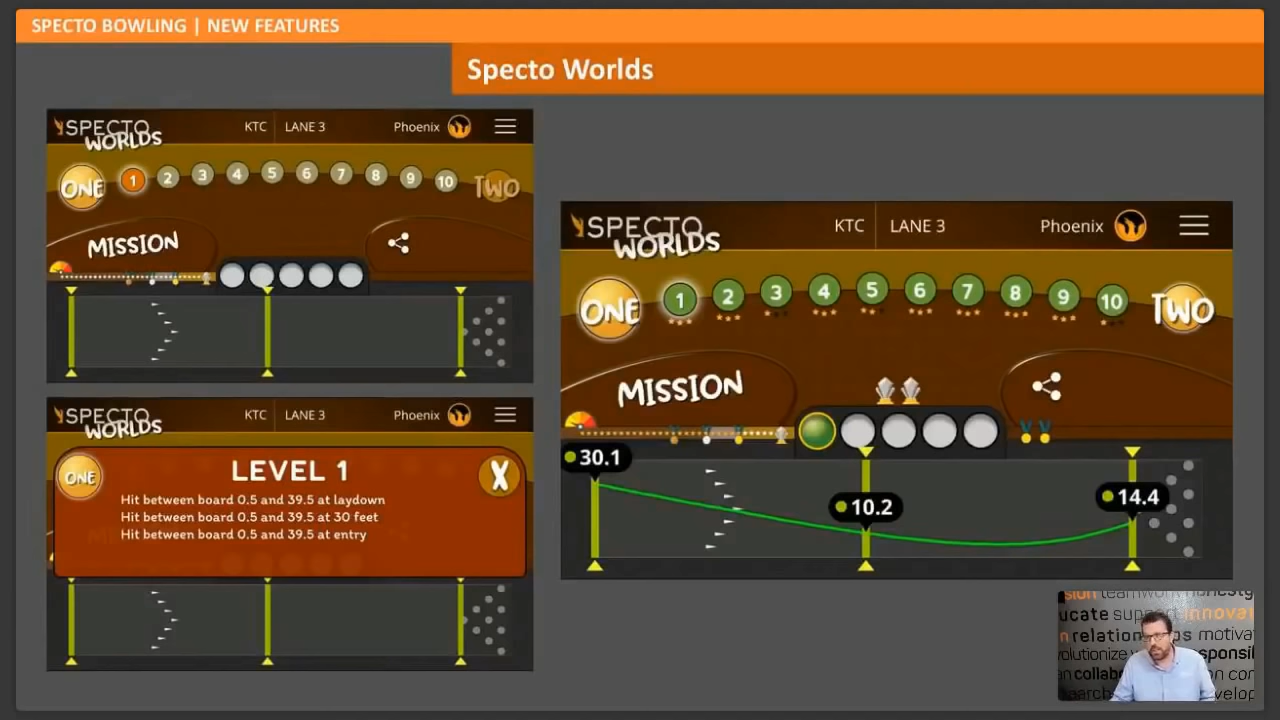 SPECTO BOWLING | NEW FEATURES
Specto Worlds
SPECTO
WORLDS
KTC
LANE 3
Phoenix
ONE
1 2 3 4 5 6 7 8 9 10
TWO
MISSION
SPECTO
WORLDS
KTC
LANE 3
Phoenix
ONE
LEVEL 1
X
Hit between board 0.5 and 39.5 at laydown
Hit between board 0.5 and 39.5 at 30 feet
Hit between board 0.5 and 39.5 at entry
SPECTO
WORLDS
KTC
LANE 3
Phoenix
ONE
1 2 3 4 5 6 7 8 9 10
TWO
MISSION
30.1
10.2
14.4
teamwork
innovat
relation
motivat